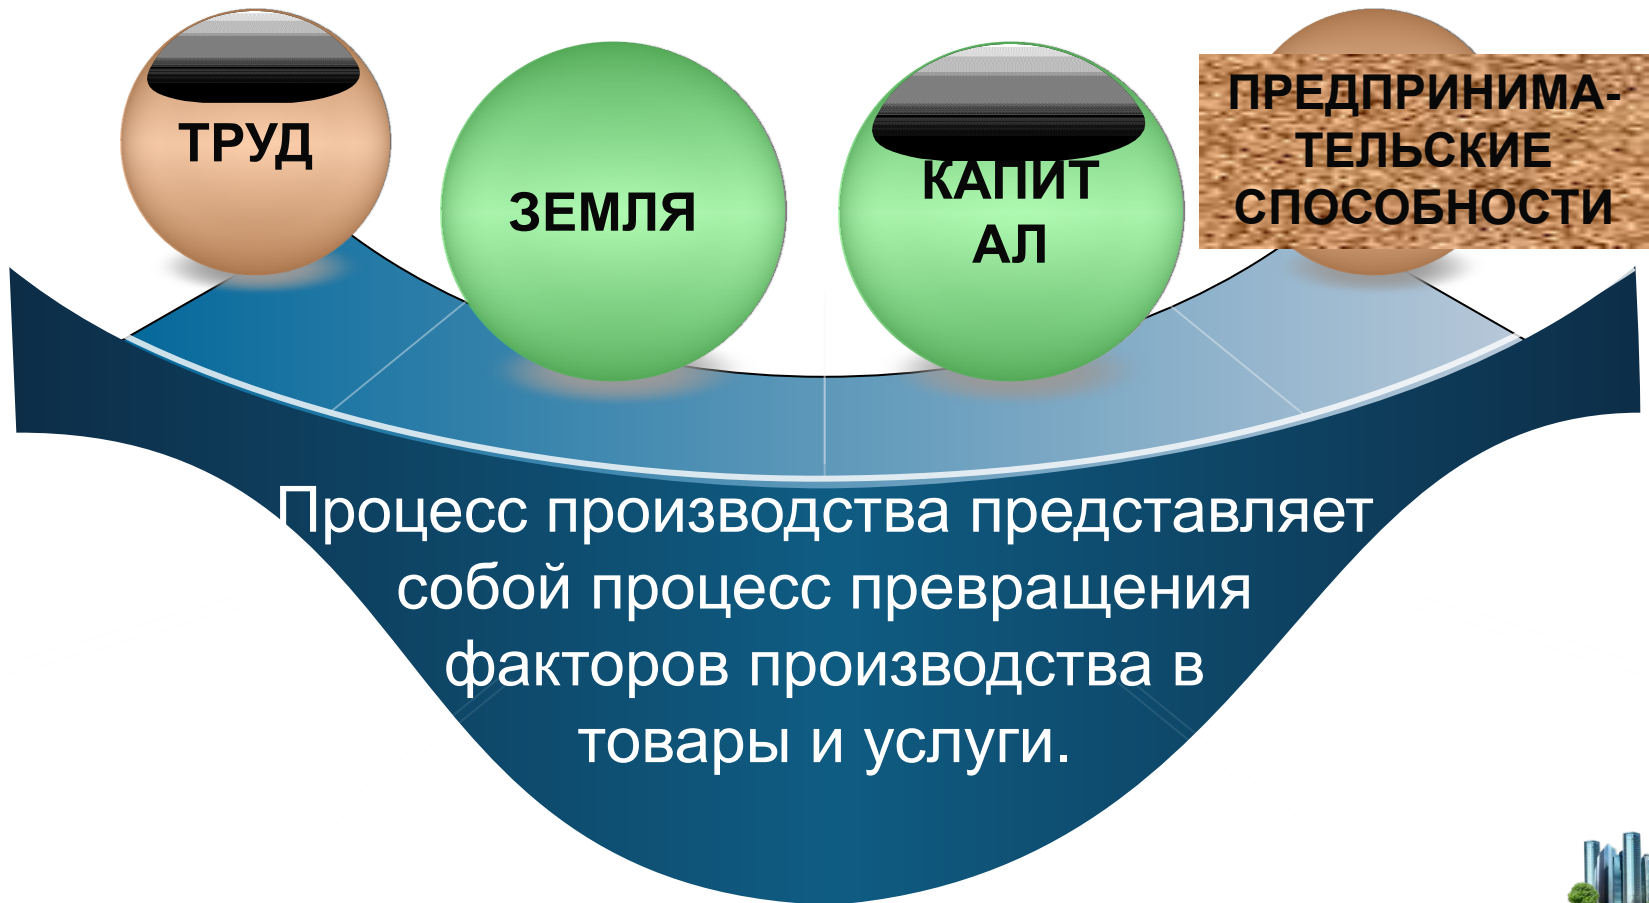 ТРУД
ЗЕМЛЯ
КАПИТ
АЛ
ПРЕДПРИНИМА-
ТЕЛЬСКИЕ
СПОСОБНОСТИ
Процесс производства представляет
собой процесс превращения
факторов производства в
товары и услуги.